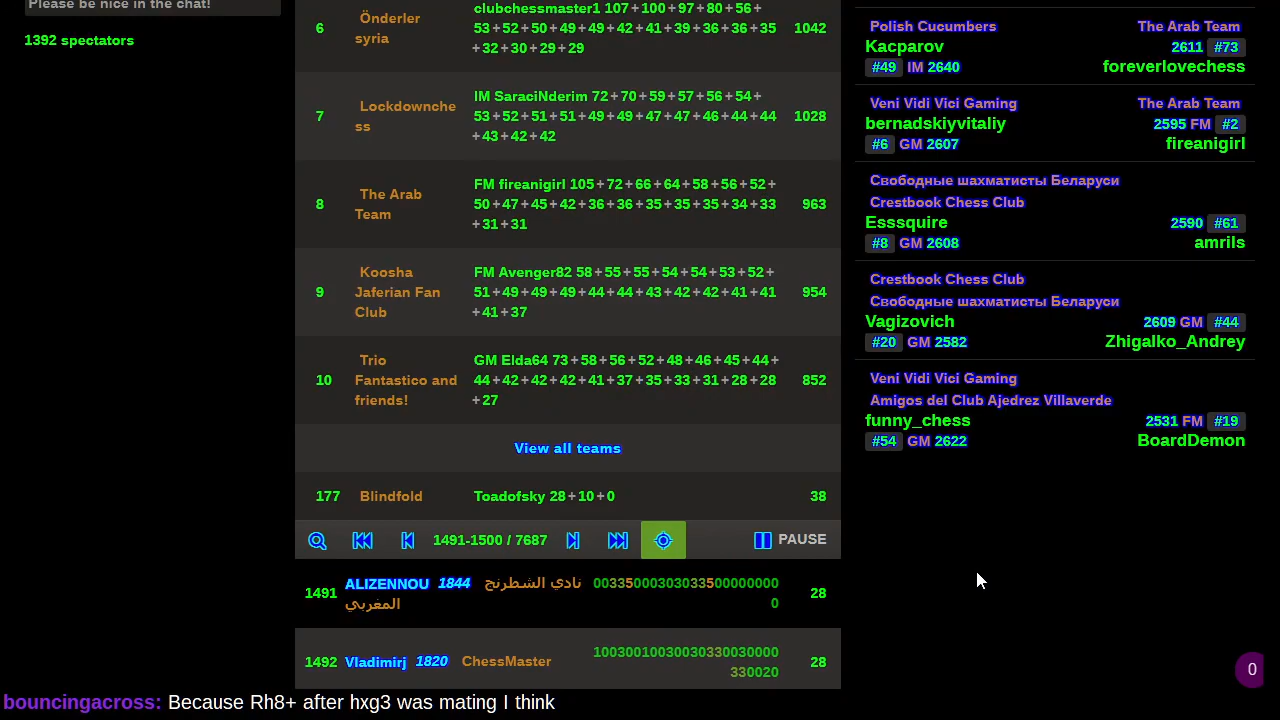 Please be nice in the chat!
1392 spectators
6 Önderler syria clubchessmaster1 107+100+97+80+56+ 1042
53+52+50+49+49+42+41+39+36+36+35
+32+30+29+29
7 Lockdownche IM SaraciNderim 72+70+59+57+56+54+ 1028
ss 53+52+51+51+49+49+47+47+46+44+44
+43+42+42
8 The Arab FM fireanigirl 105+72+66+64+58+56+52+ 963
Team 50+47+45+42+36+36+35+35+35+34+33
+31+31
9 Koosha FM Avenger82 58+55+55+54+54+53+52+ 954
Jaferian Fan 51+49+49+49+44+44+43+42+42+41+41
Club +41+37
10 Trio GM Elda64 73+58+56+52+48+46+45+44+ 852
Fantastico and 44+42+42+42+41+37+35+33+31+28+28
friends! +27
View all teams
177 Blindfold Toadofsky 28+10+0 38
1491-1500 / 7687 PAUSE
1491 ALIZENNOU 1844 نادي الشطرنج 00335000303033500000000 28
المغربي 0
1492 Vladimirj 1820 ChessMaster 10030010030030330030000 28
330020
Polish Cucumbers The Arab Team
Kacparov 2611 #73
#49 IM 2640 foreverlovechess
Veni Vidi Vici Gaming The Arab Team
bernadskiyvitaliy 2595 FM #2
#6 GM 2607 fireanigirl
Свободные шахматисты Беларуси
Crestbook Chess Club
Esssquire 2590 #61
#8 GM 2608 amrils
Crestbook Chess Club
Свободные шахматисты Беларуси
Vagizovich 2609 GM #44
#20 GM 2582 Zhigalko_Andrey
Veni Vidi Vici Gaming
Amigos del Club Ajedrez Villaverde
funny_chess 2531 FM #19
#54 GM 2622 BoardDemon
0
bouncingacross: Because Rh8+ after hxg3 was mating I think